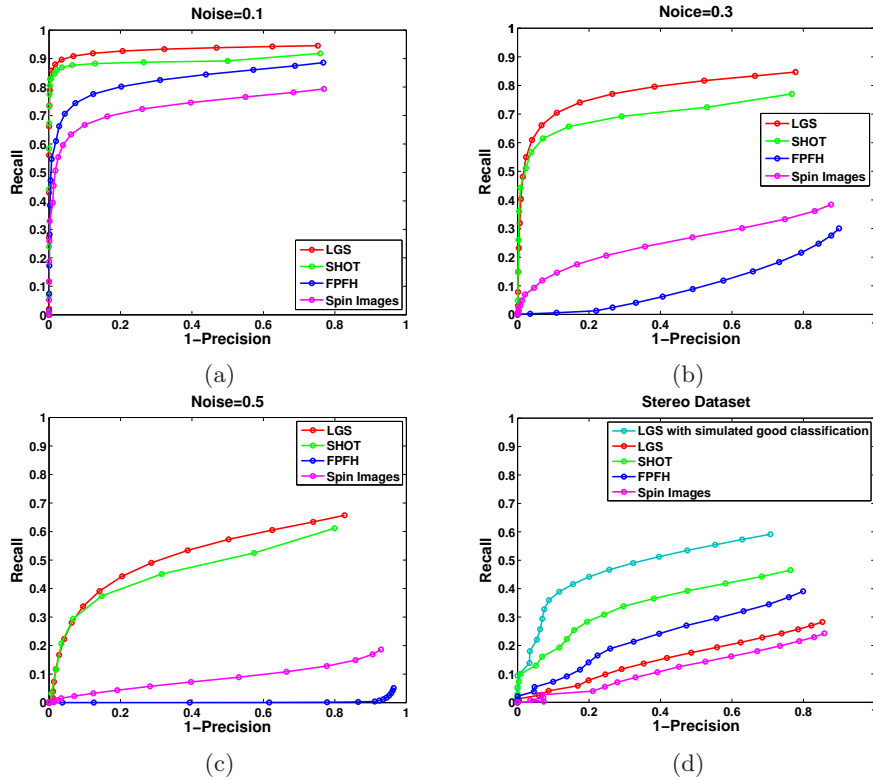 Noise=0.1
1
0.9
0.8
0.7
0.6
0.5
0.4
0.3
0.2
0.1
0
Recall
LGS
SHOT
FPFH
Spin Images
0 0.2 0.4 0.6 0.8 1
1−Precision
(a)
Noice=0.3
1
0.9
0.8
0.7
0.6
0.5
0.4
0.3
0.2
0.1
0
Recall
LGS
SHOT
FPFH
Spin Images
0 0.2 0.4 0.6 0.8 1
1−Precision
(b)
Noise=0.5
1
0.9
0.8
0.7
0.6
0.5
0.4
0.3
0.2
0.1
0
Recall
LGS
SHOT
FPFH
Spin Images
0 0.2 0.4 0.6 0.8 1
1−Precision
(c)
Stereo Dataset
1
0.9
0.8
0.7
0.6
0.5
0.4
0.3
0.2
0.1
0
Recall
LGS with simulated good classification
LGS
SHOT
FPFH
Spin Images
0 0.2 0.4 0.6 0.8 1
1−Precision
(d)